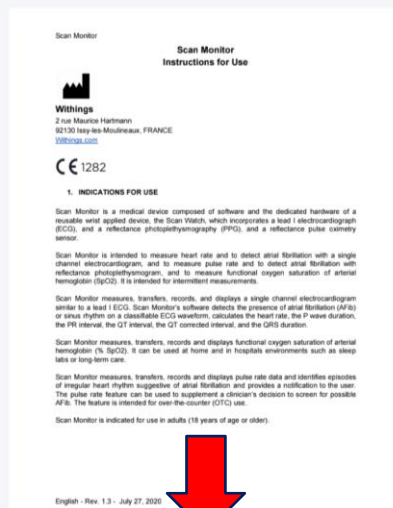 Scan Monitor
Scan Monitor
Instructions for Use
Withings
2 rue Maurice Hartmann
92130 Issy-les-Moulineaux, FRANCE
Withings.com
CE 1282
1. INDICATIONS FOR USE
Scan Monitor is a medical device composed of software and the dedicated hardware of a
reusable wrist applied device, the Scan Watch, which incorporates a lead I electrocardiograph
(ECG), and a reflectance photoplethysmography (PPG), and a reflectance pulse oximetry
sensor.
Scan Monitor is intended to measure heart rate and to detect atrial fibrillation with a single
channel electrocardiogram, and to measure pulse rate and to detect atrial fibrillation with
reflectance photoplethysmogram, and to measure functional oxygen saturation of arterial
hemoglobin (SpO2). It is intended for intermittent measurements.
Scan Monitor measures, transfers, records, and displays a single channel electrocardiogram
similar to a lead I ECG. Scan Monitor's software detects the presence of atrial fibrillation (AFib)
or sinus rhythm on a classifiable ECG waveform, calculates the heart rate, the P wave duration,
the PR interval, the QT interval, the QT corrected interval, and the QRS duration.
Scan Monitor measures, transfers, records and displays functional oxygen saturation of arterial
hemoglobin (% SpO2). It can be used at home and in hospitals environments such as sleep
labs or long-term care.
Scan Monitor measures, transfers, records and displays pulse rate data and identifies episodes
of irregular heart rhythm suggestive of atrial fibrillation and provides a notification to the user.
The pulse rate feature can be used to supplement a clinician's decision to screen for possible
AFib. The feature is intended for over-the-counter (OTC) use.
Scan Monitor is indicated for use in adults (18 years of age or older).
English - Rev. 1.3 - July 27, 2020